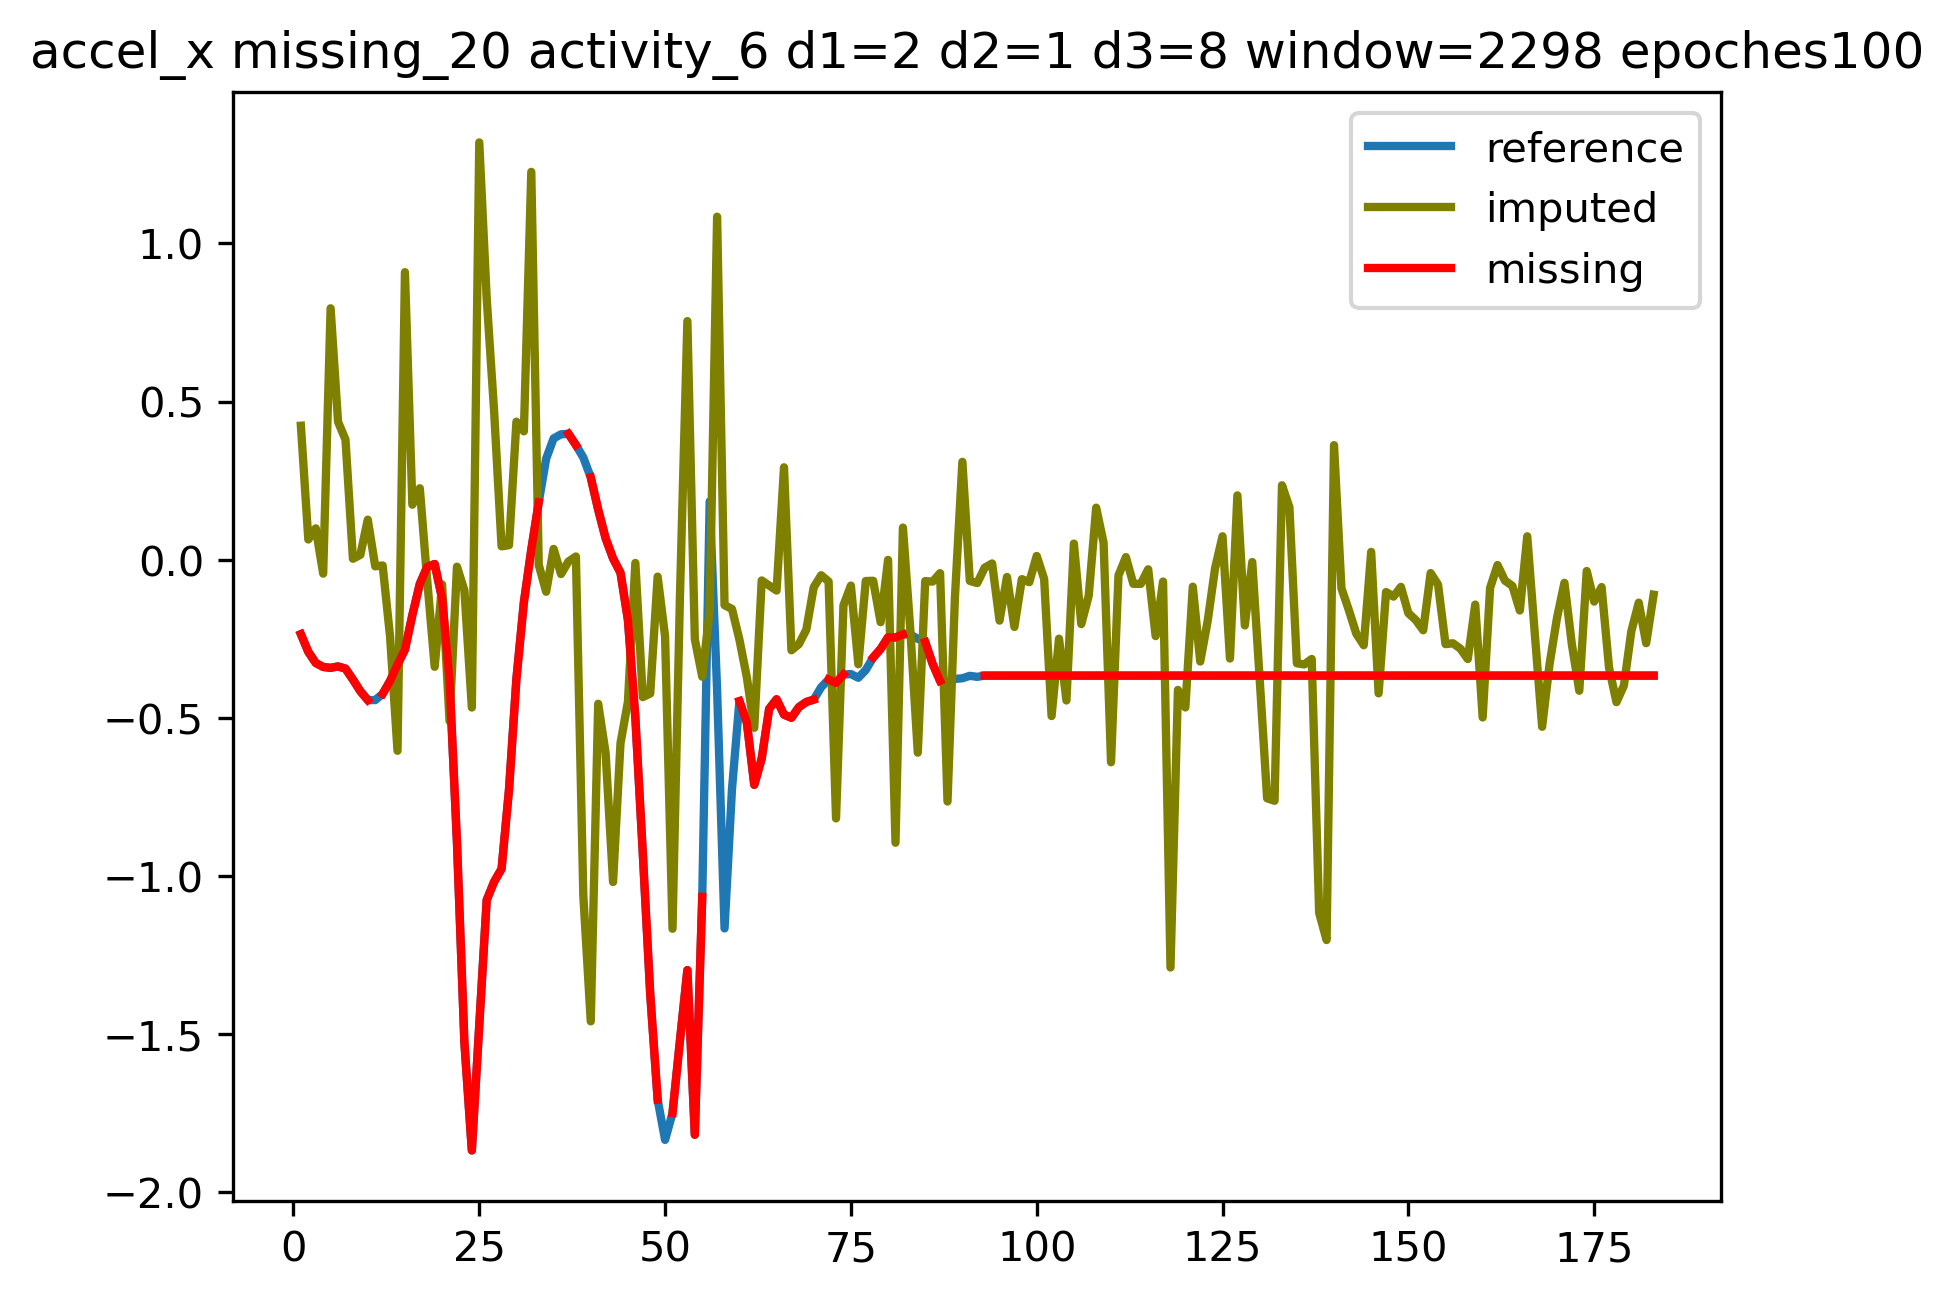 accel_x missing_20 activity_6 d1=2 d2=1 d3=8 window=2298 epoches100
reference
imputed
missing
1.0
0.5
0.0
−0.5
−1.0
−1.5
−2.0
0 25 50 75 100 125 150 175